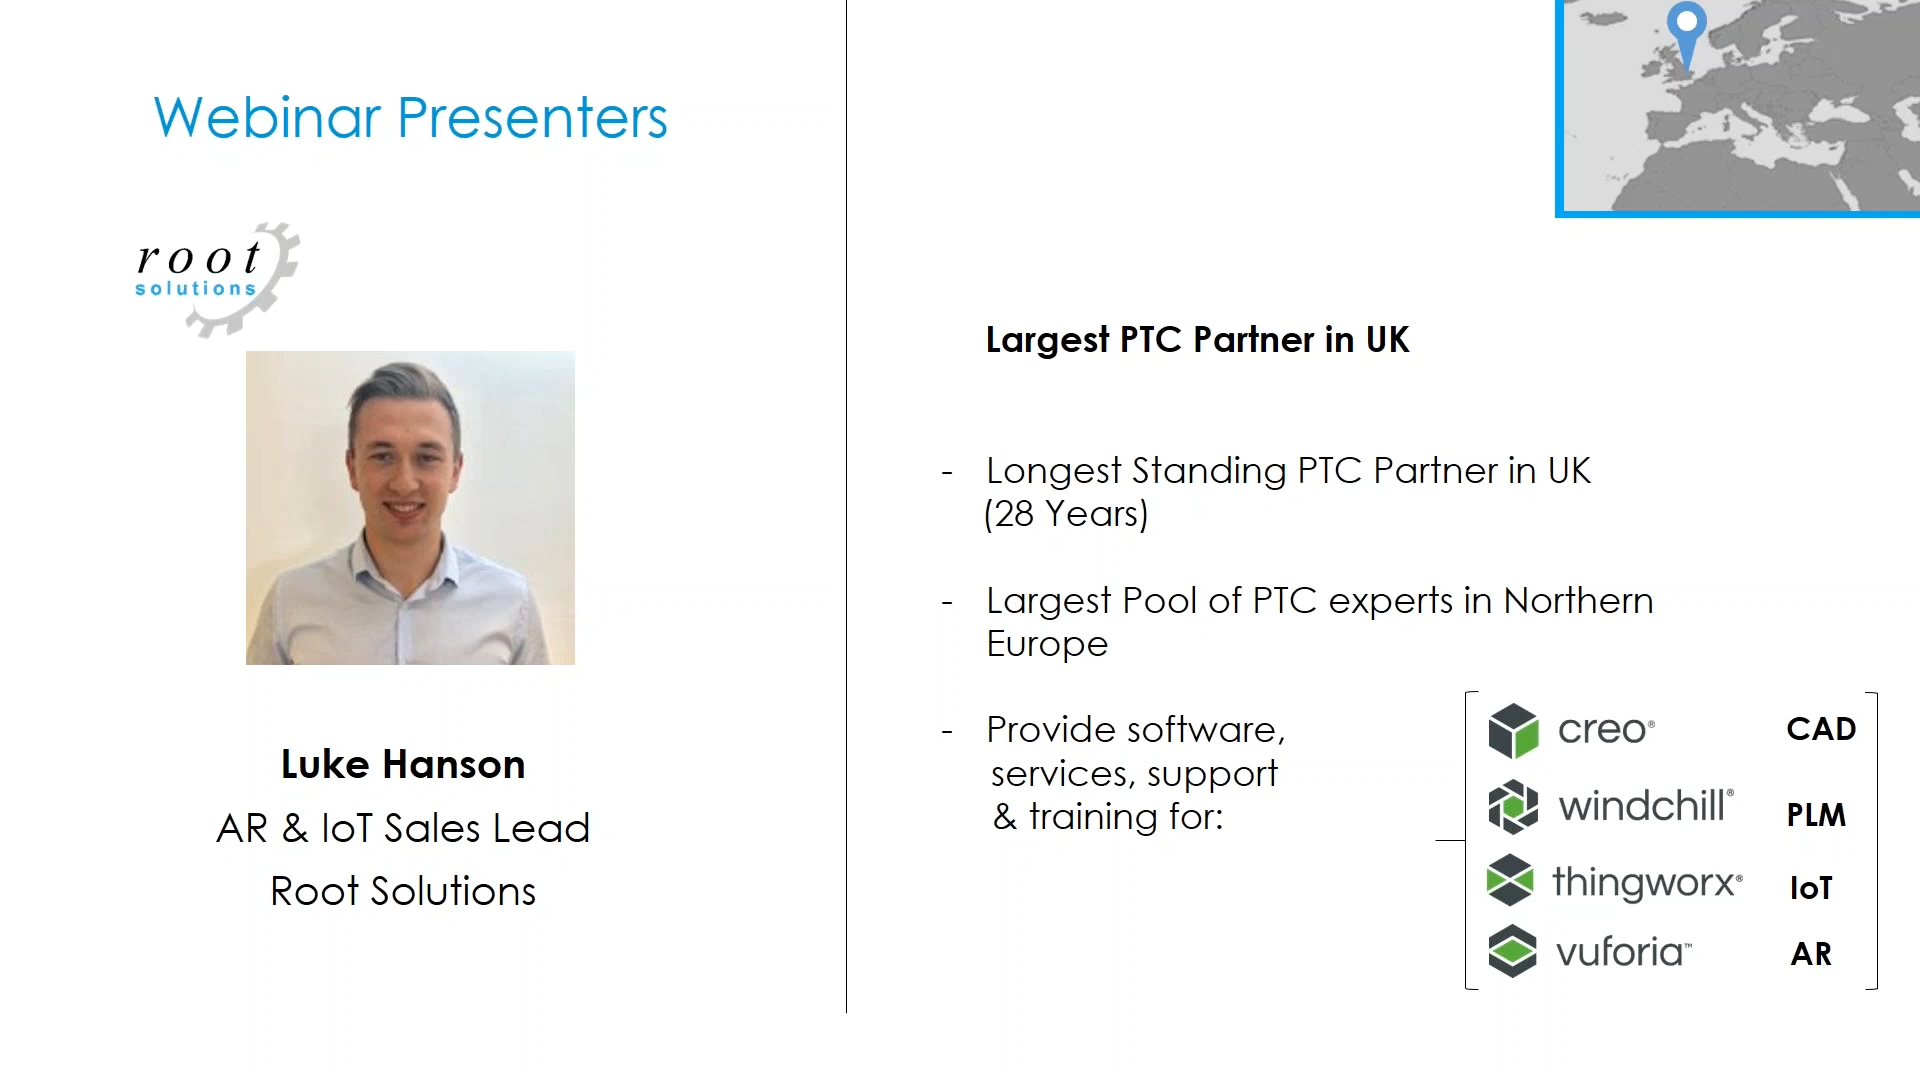 Webinar Presenters
root
solutions
Luke Hanson
AR & IoT Sales Lead
Root Solutions
Largest PTC Partner in UK
- Longest Standing PTC Partner in UK
(28 Years)
- Largest Pool of PTC experts in Northern
Europe
- Provide software,
services, support
& training for:
creo® CAD
windchill® PLM
thingworx® IoT
vuforia™ AR